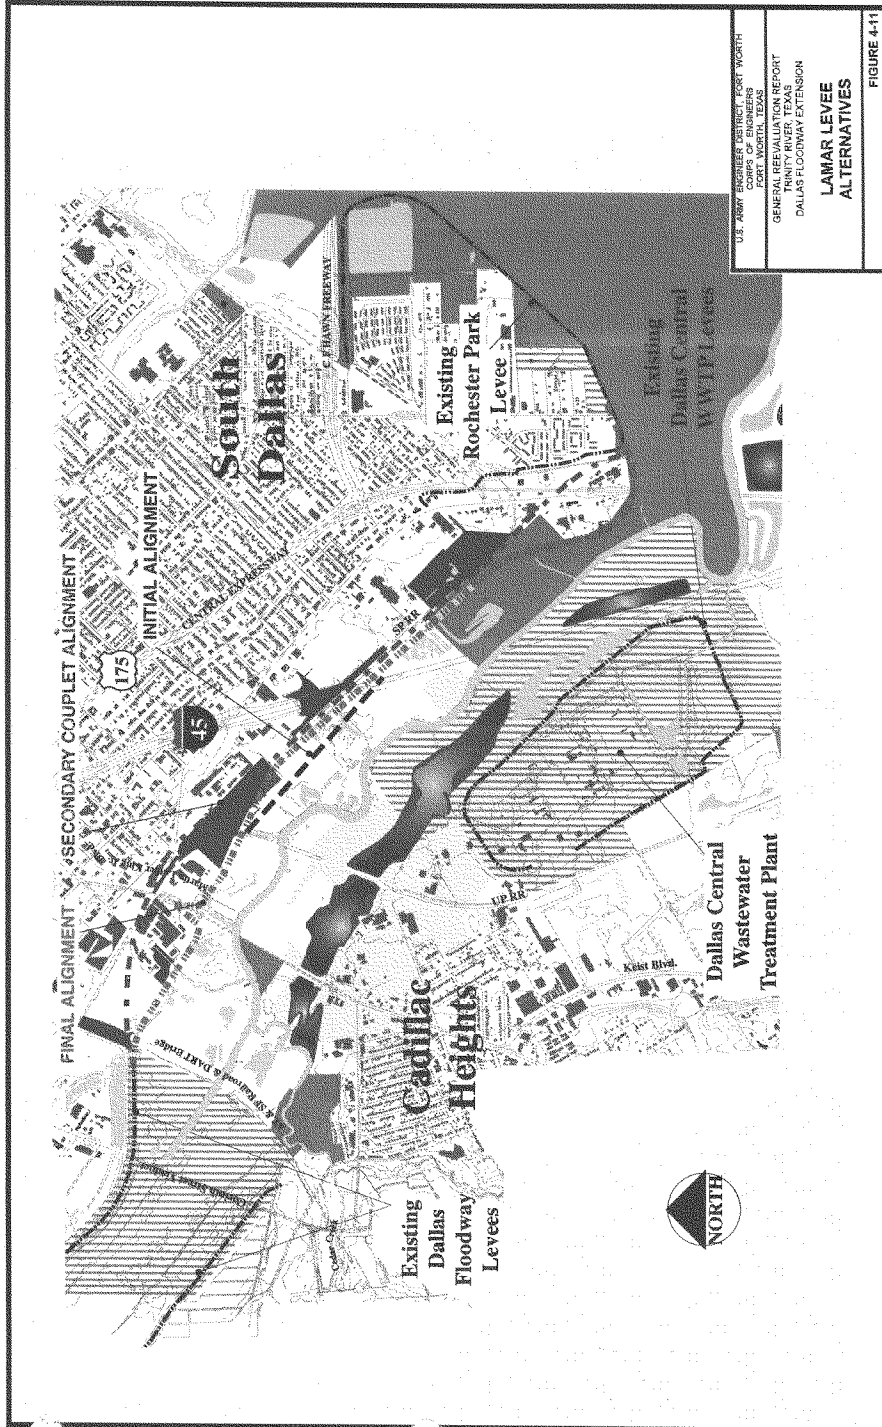 FINAL ALIGNMENT
SECONDARY COUPLET ALIGNMENT
INITIAL ALIGNMENT
175
45
CENTRAL EXPRESSWAY
South
Dallas
C F HAWN FREEWAY
SP RR
Existing
Rochester Park
Levee
Existing
Dallas Central
WWTP Levees
& SP Railroad & DART Bridge
Cedar Creek
Existing
Dallas
Floodway
Levees
Cadillac
Heights
UP RR
Keist Blvd.
Dallas Central
Wastewater
Treatment Plant
NORTH
U.S. ARMY ENGINEER DISTRICT, FORT WORTH
CORPS OF ENGINEERS
FORT WORTH, TEXAS
GENERAL REEVALUATION REPORT
TRINITY RIVER, TEXAS
DALLAS FLOODWAY EXTENSION
LAMAR LEVEE
ALTERNATIVES
FIGURE 4-11